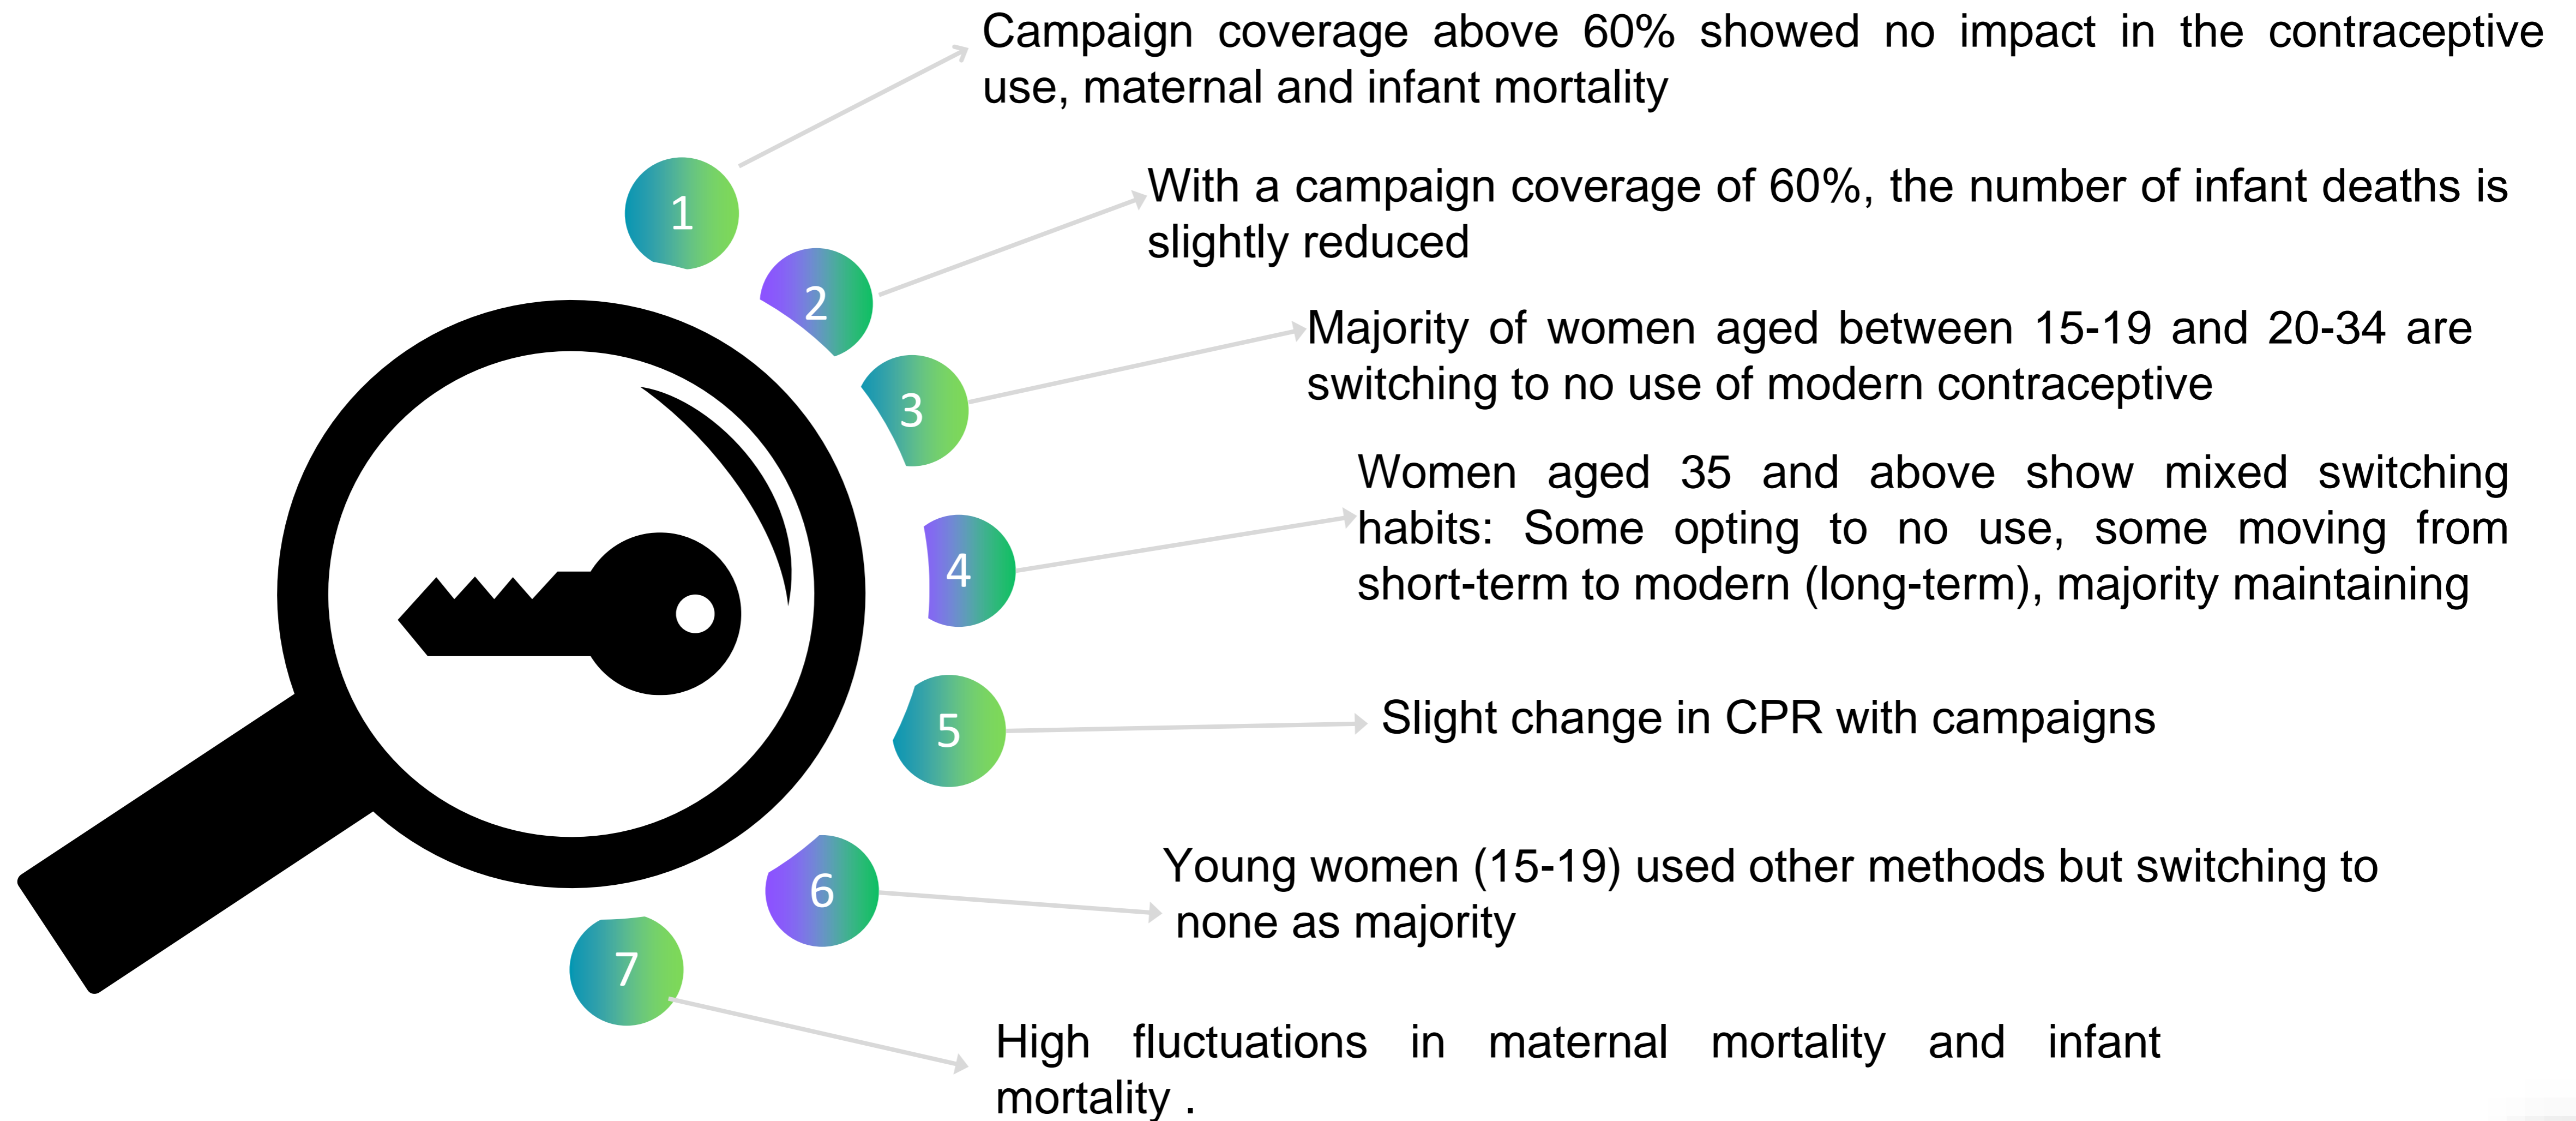 Campaign coverage above 60% showed no impact in the contraceptive
use, maternal and infant mortality
1
With a campaign coverage of 60%, the number of infant deaths is
slightly reduced
2
Majority of women aged between 15-19 and 20-34 are
switching to no use of modern contraceptive
3
Women aged 35 and above show mixed switching
habits: Some opting to no use, some moving from
short-term to modern (long-term), majority maintaining
4
Slight change in CPR with campaigns
5
Young women (15-19) used other methods but switching to
none as majority
6
7
High fluctuations in maternal mortality and infant
mortality .